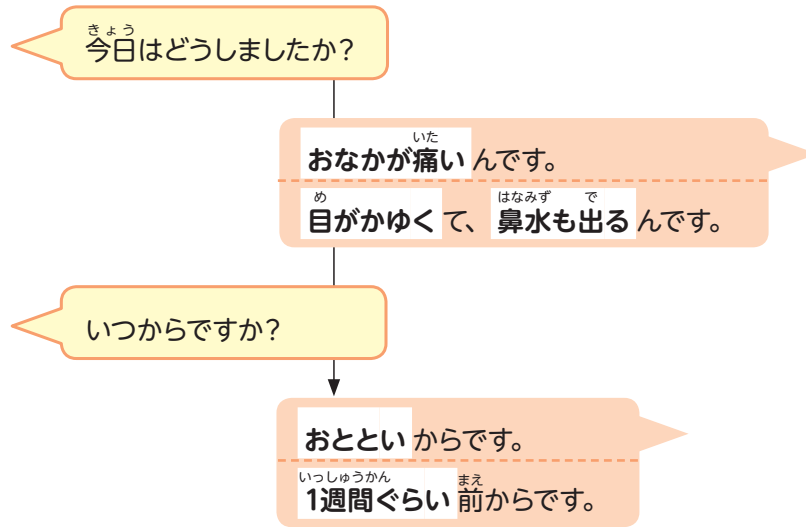 きょう
今日はどうしましたか?
いた
おなかが痛いんです。
め はなみず で
目がかゆくて、鼻水も出るんです。
いつからですか?
おとといからです。
いっしゅうかん まえ
1週間ぐらい前からです。